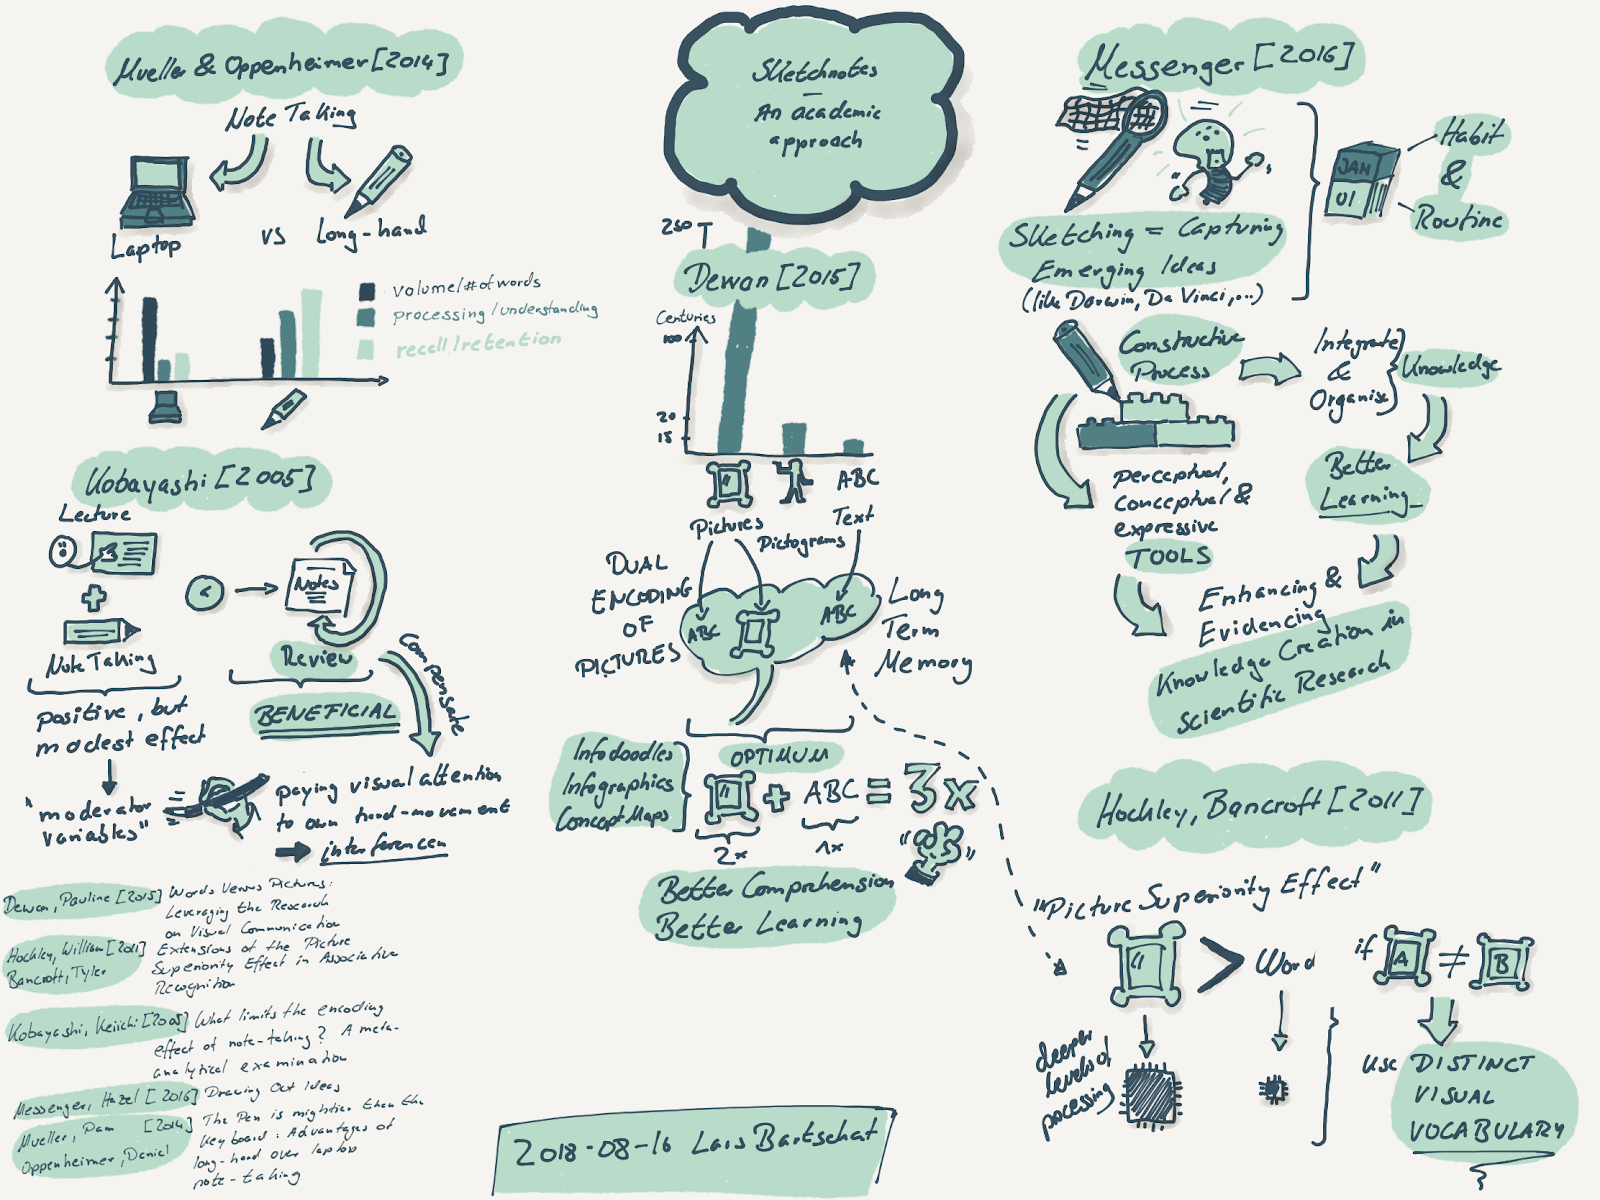 Sketchnotes
—
An academic
approach
Mueller & Oppenheimer [2014]
Note Taking
Laptop
vs
Long-hand
volume/# of words
processing/understanding
recall/retention
Kobayashi [2005]
Lecture
Note Taking
positive, but
modest effect
"moderator
variables"
Notes
Review
BENEFICIAL
Compensate
paying visual attention
to own hand-movement
interferences
Dewan, Pauline [2015] Words Versus Pictures:
Leveraging the Research
on Visual Communication
Hockley, William [2011] Extensions of the Picture
Bancroft, Tyler Superiority Effect in Associative
Recognition
Kobayashi, Keiichi [2005] What limits the encoding
effect of note-taking? A meta-
analytical examination
Messenger, Hazel [2016] Drawing Out Ideas
Mueller, Pam [2014] The Pen is mightier than the
Oppenheimer, Daniel Keyboard: Advantages of
long-hand over laptop
note-taking
250
Dewan [2015]
Centuries
100
20
15
ABC
Pictures
Pictograms
Text
DUAL
ENCODING
OF
PICTURES
ABC
ABC
Long
Term
Memory
Infodoodles
Infographics
Concept Maps
OPTIMUM
+ ABC = 3x
2x
1x
Better Comprehension
Better Learning
2018-08-16 Lars Bartschat
Messenger [2016]
JAN
01
Habit
&
Routine
Sketching = Capturing
Emerging Ideas
(like Darwin, Da Vinci,...)
Constructive
Process
Integrate
&
Organise
Knowledge
Better
Learning
perceptual,
conceptual &
expressive
TOOLS
Enhancing &
Evidencing
Knowledge Creation in
Scientific Research
Hockley, Bancroft [2011]
"Picture Superiority Effect"
> Word
if A ≠ B
deeper
levels of
processing
use DISTINCT
VISUAL
VOCABULARY